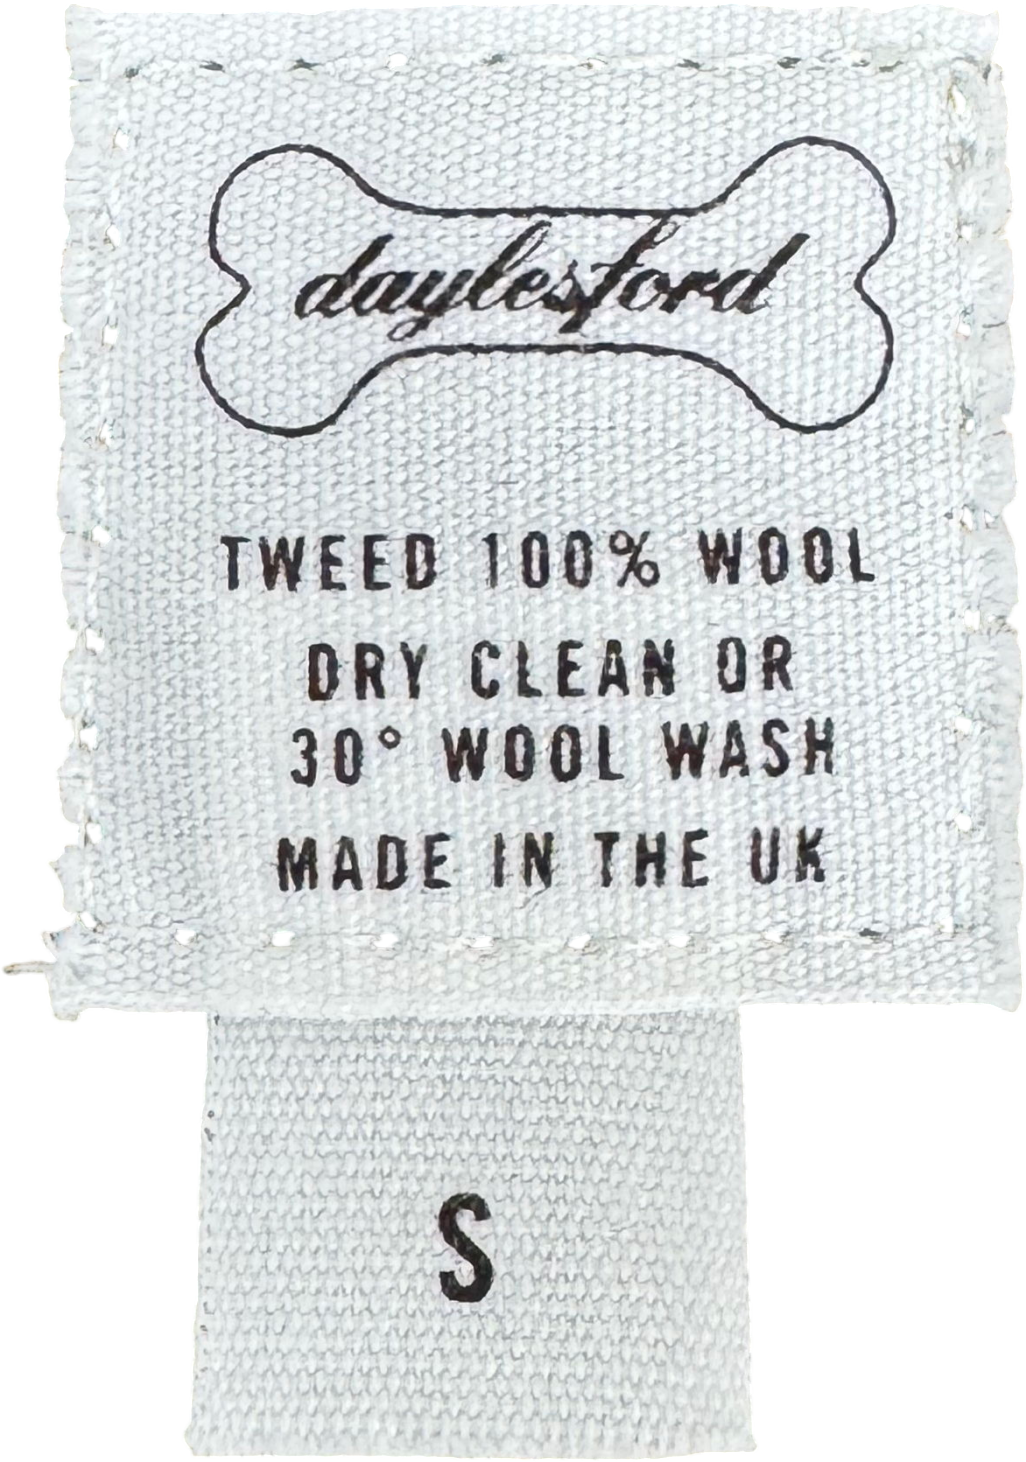 daylesford
TWEED 100% WOOL
DRY CLEAN OR
30° WOOL WASH
MADE IN THE UK
S